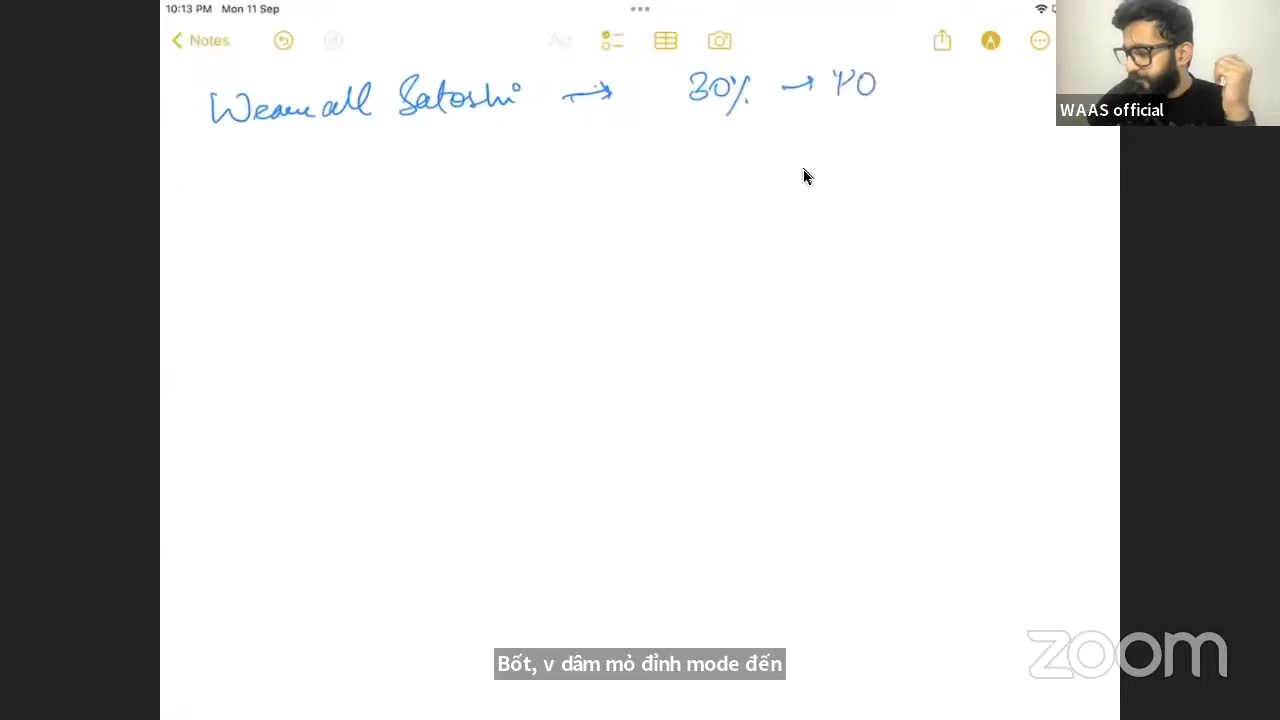 10:13 PM Mon 11 Sep
Notes
Aa
We are all Satoshi → 30% → 40
WAAS official
Bốt, v dâm mỏ đỉnh mode đến
zoom